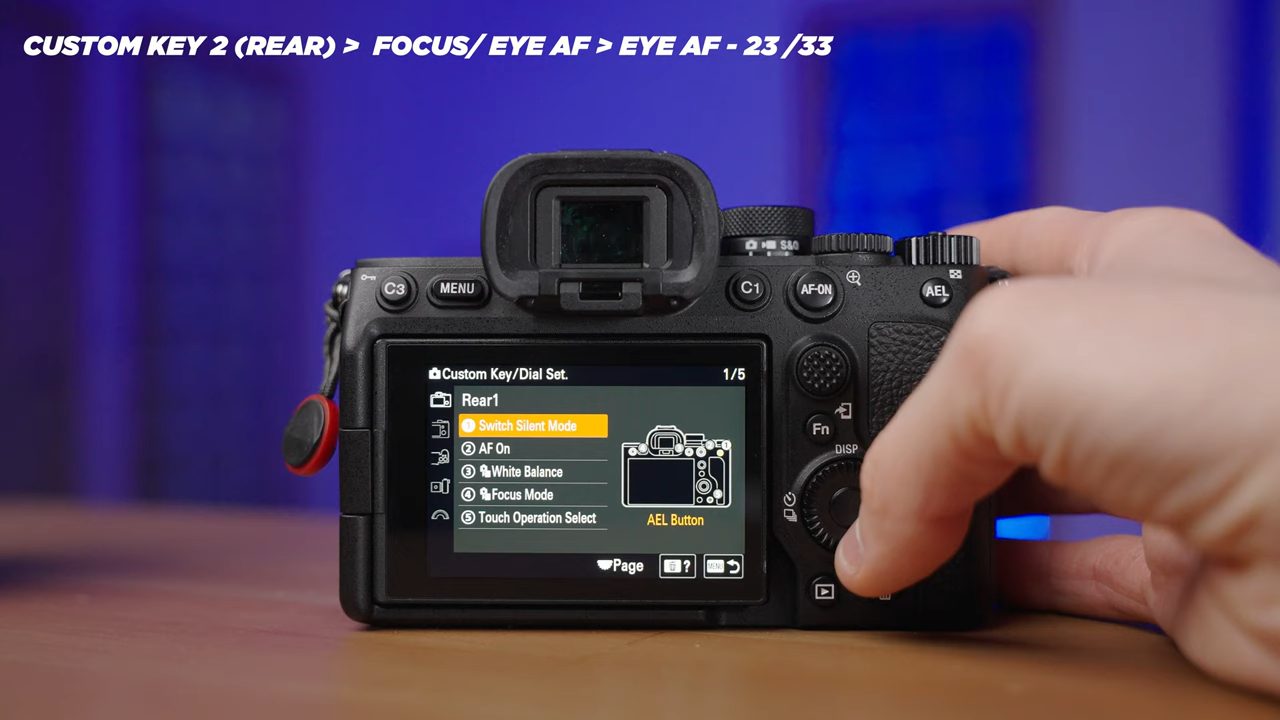 CUSTOM KEY 2 (REAR) > FOCUS/ EYE AF > EYE AF - 23 /33
S&Q
C3
MENU
C1
AF-ON
AEL
Custom Key/Dial Set. 1/5
Rear1
1 Switch Silent Mode
2 AF On
3 White Balance
4 Focus Mode
5 Touch Operation Select
AEL Button
Page
?
MENU
Fn
DISP